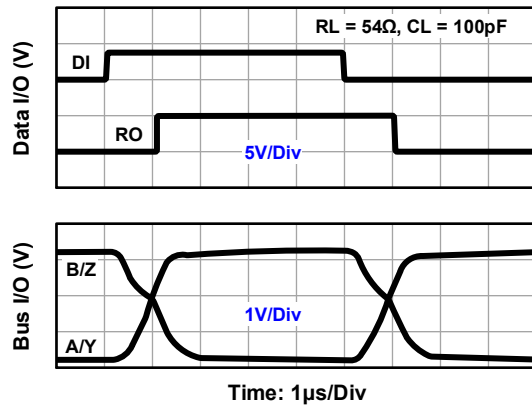 RL = 54Ω, CL = 100pF
Data I/O (V)
DI
RO
5V/Div
Bus I/O (V)
B/Z
1V/Div
A/Y
Time: 1μs/Div